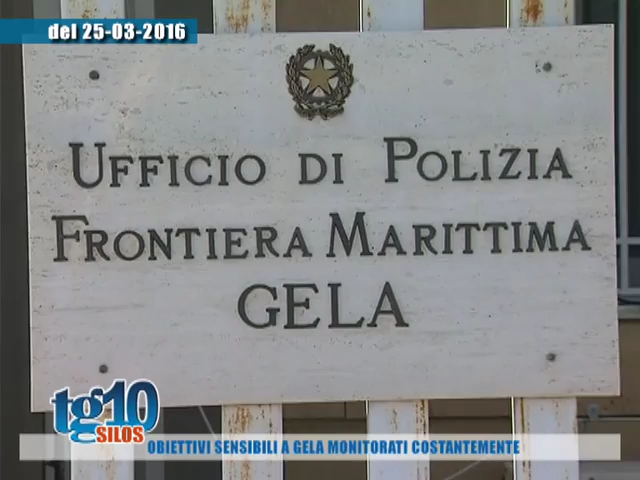 del 25-03-2016
UFFICIO DI POLIZIA
FRONTIERA MARITTIMA
GELA
tg10
SILOS
OBIETTIVI SENSIBILI A GELA MONITORATI COSTANTEMENTE